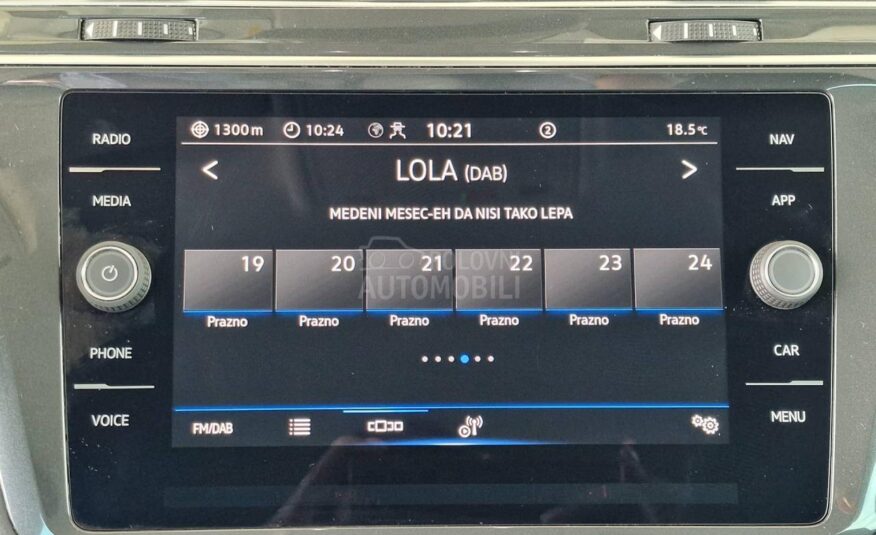 RADIO
MEDIA
PHONE
VOICE
1300 m 10:24 10:21 2 18.5°C
< LOLA (DAB) >
MEDENI MESEC-EH DA NISI TAKO LEPA
19 20 21 22 23 24
Prazno Prazno Prazno Prazno Prazno Prazno
POLOVNI
AUTOMOBILI
FM/DAB
NAV
APP
CAR
MENU